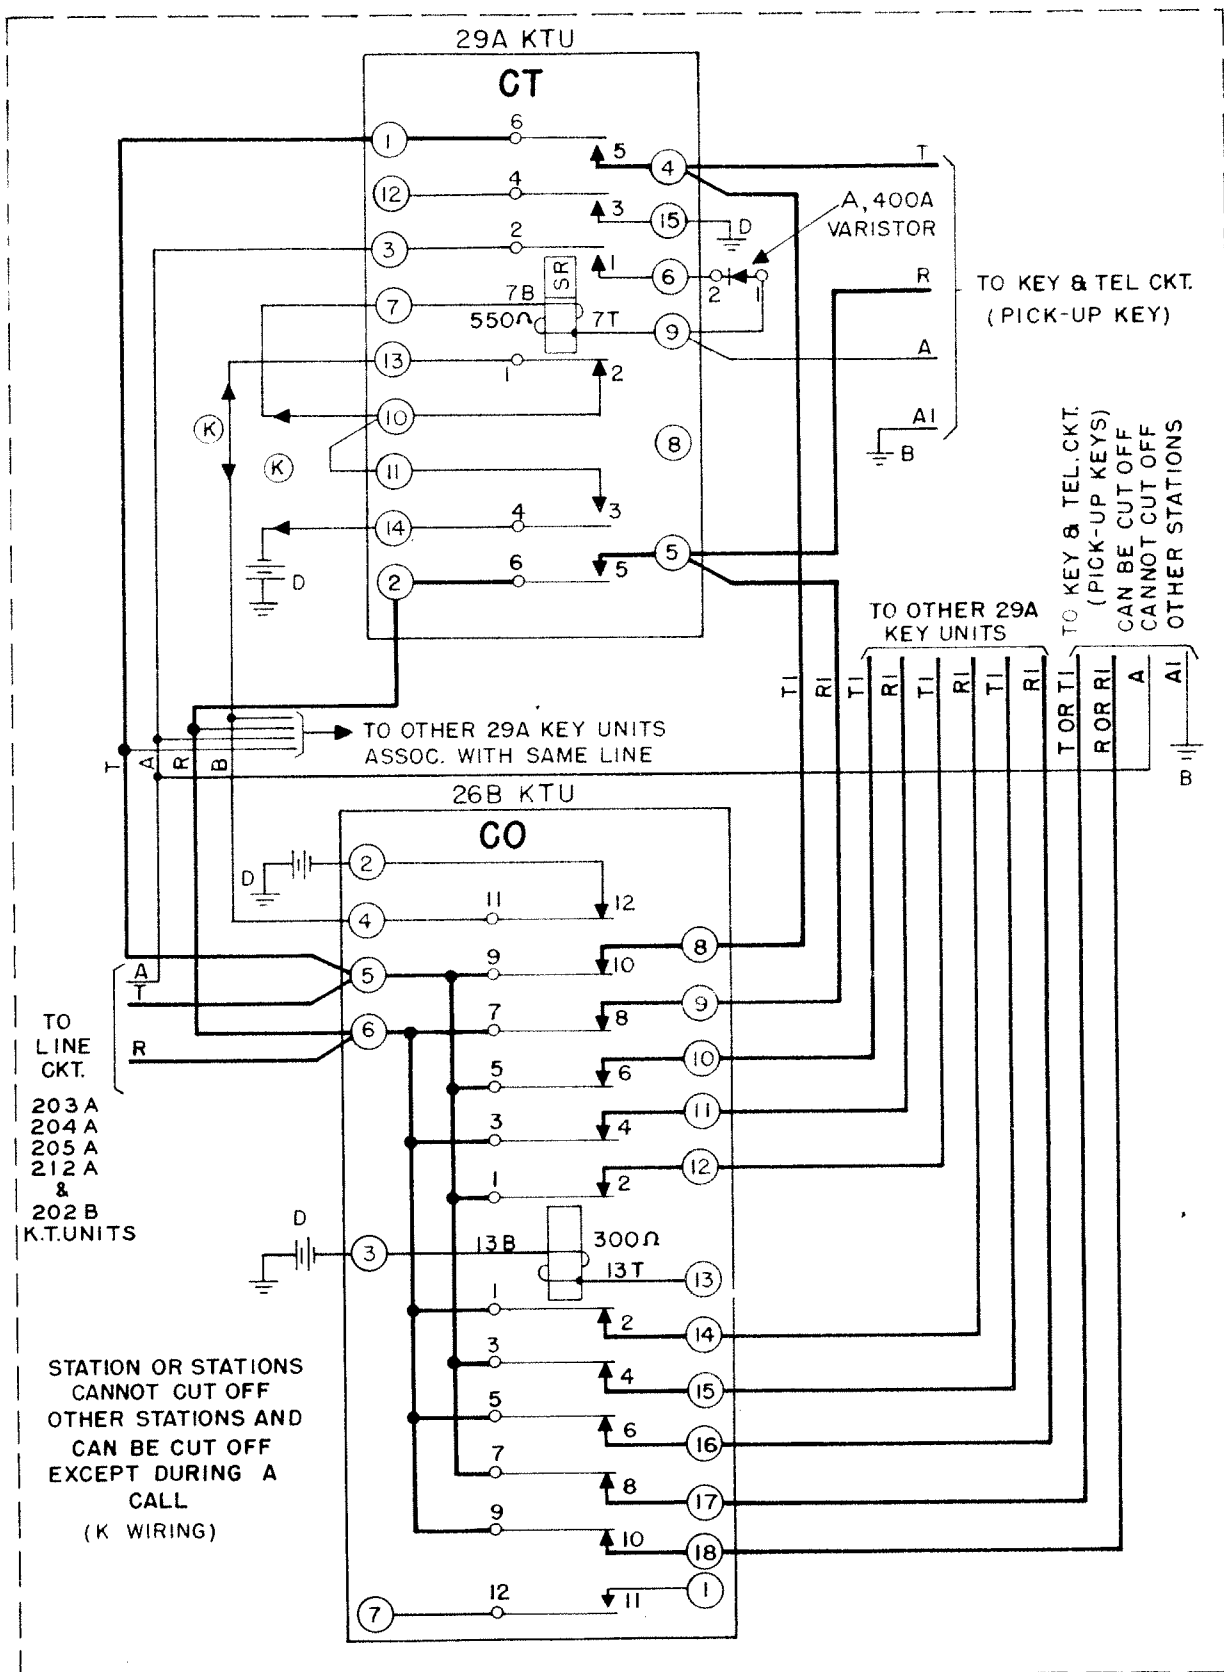 29A KTU
CT
1
6
5
4
T
12
4
3
15
D
A, 400A
VARISTOR
3
2
1
6
2
1
R
TO KEY & TEL CKT.
(PICK-UP KEY)
SR
7
7B
550Ω
7T
9
A
13
1
2
10
K
K
8
A1
B
11
3
14
4
D
2
6
5
5
TO KEY & TEL. CKT.
(PICK-UP KEYS)
CAN BE CUT OFF
CANNOT CUT OFF
OTHER STATIONS
TO OTHER 29A
KEY UNITS
T1
R1
T1
R1
T1
R1
T1
R1
T OR T1
R OR R1
A
A1
B
TO OTHER 29A KEY UNITS
ASSOC. WITH SAME LINE
T
A
R
B
26B KTU
CO
D
2
12
4
11
8
5
9
10
A
T
9
6
7
8
R
10
5
6
11
3
4
12
1
2
TO
LINE
CKT.
203A
204A
205A
212A
&
202B
K.T. UNITS
D
3
13B
300Ω
13T
13
1
2
14
3
4
15
5
6
16
7
8
17
9
10
18
1
7
12
11
STATION OR STATIONS
CANNOT CUT OFF
OTHER STATIONS AND
CAN BE CUT OFF
EXCEPT DURING A
CALL
(K WIRING)